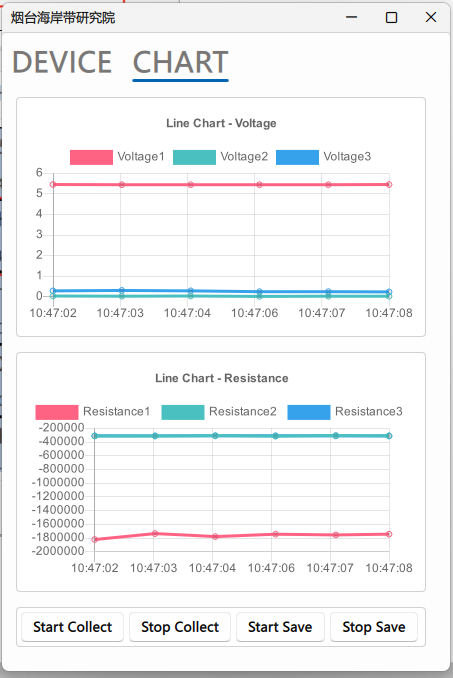 烟台海岸带研究院
DEVICE CHART
Line Chart - Voltage
Voltage1 Voltage2 Voltage3
6
5
4
3
2
1
0
10:47:02 10:47:03 10:47:04 10:47:06 10:47:07 10:47:08
Line Chart - Resistance
Resistance1 Resistance2 Resistance3
-200000
-400000
-600000
-800000
-1000000
-1200000
-1400000
-1600000
-1800000
-2000000
10:47:02 10:47:03 10:47:04 10:47:06 10:47:07 10:47:08
Start Collect Stop Collect Start Save Stop Save